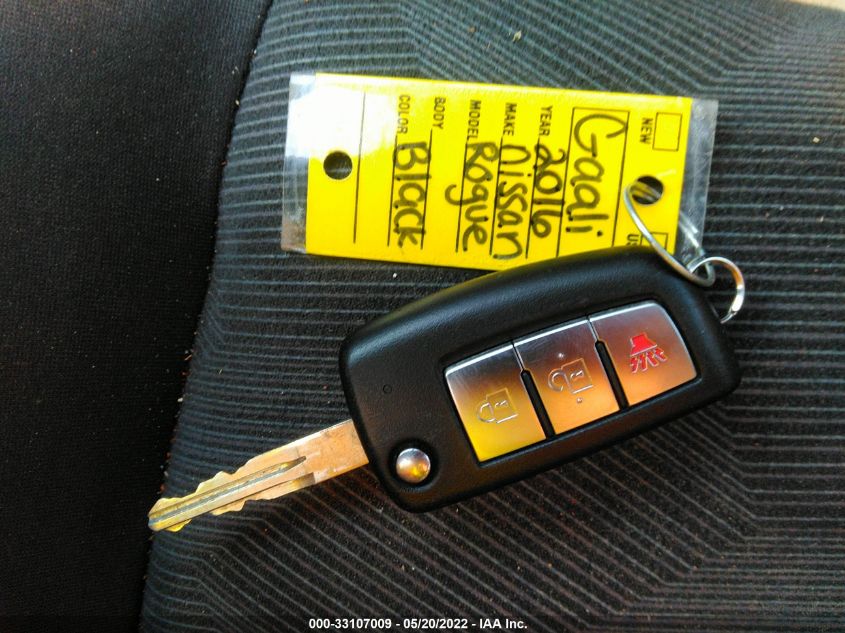 NEW
U
Gaali
YEAR 2016
MAKE nissan
MODEL Rogue
BODY
COLOR Black
000-33107009 - 05/20/2022 - IAA Inc.